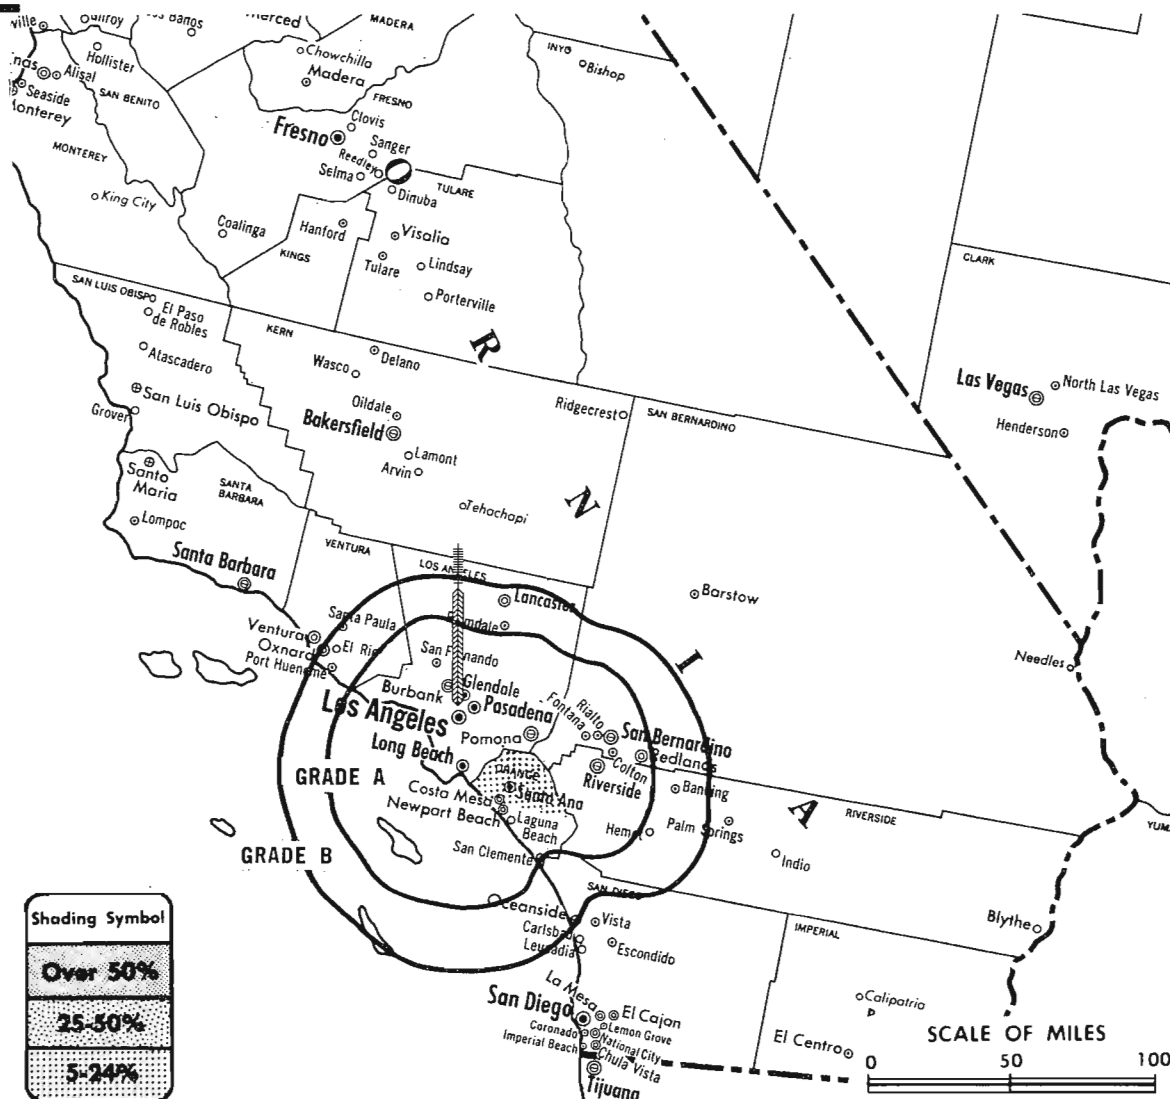 ville
Gilroy
Los Banos
Merced
MADERA
Hollister
Chowchilla
INYO
Bishop
nas
Alisal
Madera
Seaside
SAN BENITO
FRESNO
Monterey
Clovis
Fresno
Sanger
MONTEREY
Reedley
Selma
TULARE
King City
Dinuba
Coalinga
Hanford
Visalia
KINGS
Tulare
Lindsay
CLARK
SAN LUIS OBISPO
El Paso
de Robles
Porterville
KERN
R
Atascadero
Wasco
Delano
Las Vegas
North Las Vegas
San Luis Obispo
Oildale
Ridgecrest
SAN BERNARDINO
Grover
Bakersfield
Henderson
Lamont
Arvin
Santo
Maria
SANTA
BARBARA
N
Tehachapi
Lompoc
VENTURA
Santa Barbara
LOS ANGELES
Lancaster
Barstow
Santa Paula
Palmdale
Ventura
Oxnard
El Rio
San Fernando
I
Needles
Port Hueneme
Burbank
Glendale
Los Angeles
Pasadena
Rialto
Fontana
Pomona
San Bernardino
Long Beach
Redlands
Colton
GRADE A
ORANGE
Riverside
Costa Mesa
Santa Ana
Banning
A
Newport Beach
Laguna
Beach
Hemet
Palm Springs
RIVERSIDE
YUMA
GRADE B
San Clemente
Indio
SAN DIEGO
Oceanside
Vista
Blythe
Carlsbad
IMPERIAL
Leucadia
Escondido
La Mesa
San Diego
El Cajon
Calipatria
P
Coronado
Lemon Grove
National City
Imperial Beach
Chula Vista
El Centro
Tijuana
SCALE OF MILES
0 50 100
Shading Symbol
Over 50%
25-50%
5-24%